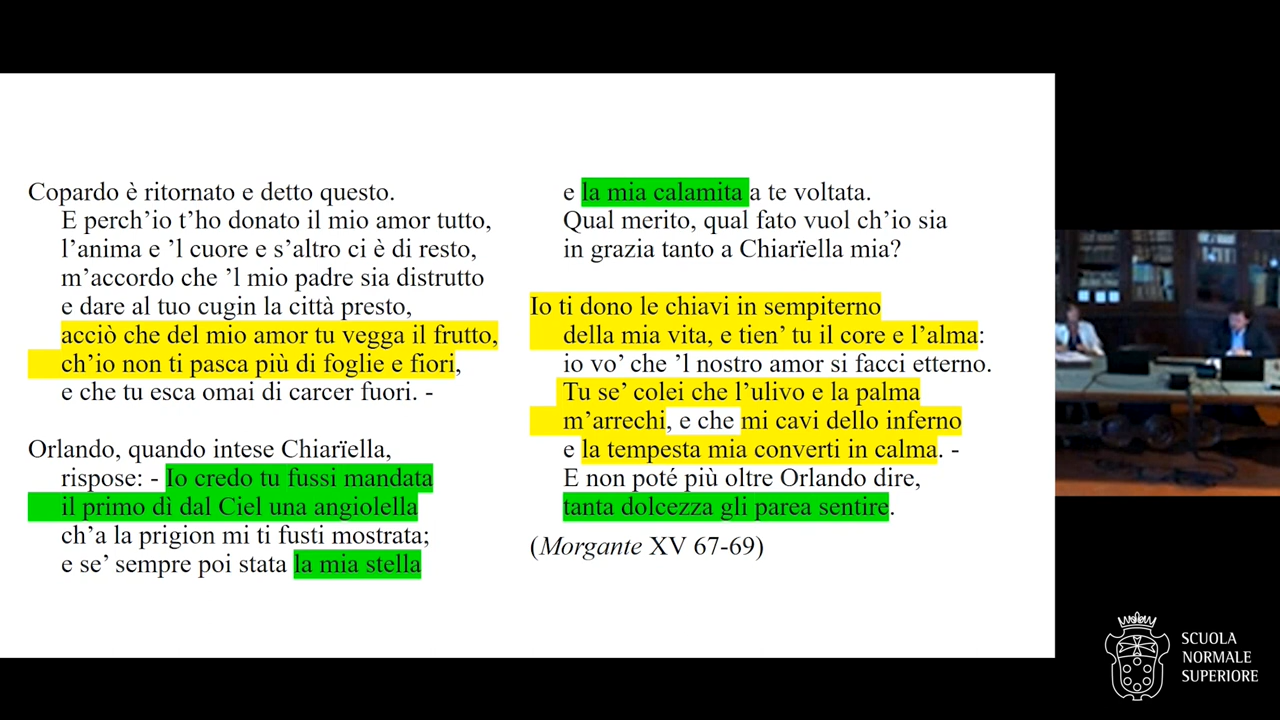 Copardo è ritornato e detto questo.
E perch’io t’ho donato il mio amor tutto,
l’anima e ’l cuore e s’altro ci è di resto,
m’accordo che ’l mio padre sia distrutto
e dare al tuo cugin la città presto,
acciò che del mio amor tu vegga il frutto,
ch’io non ti pasca più di foglie e fiori,
e che tu esca omai di carcer fuori. -
Orlando, quando intese Chiarïella,
rispose: - Io credo tu fussi mandata
il primo dì dal Ciel una angiolella
ch’a la prigion mi ti fusti mostrata;
e se’ sempre poi stata la mia stella
e la mia calamita a te voltata.
Qual merito, qual fato vuol ch’io sia
in grazia tanto a Chiarïella mia?
Io ti dono le chiavi in sempiterno
della mia vita, e tien’ tu il core e l’alma:
io vo’ che ’l nostro amor si facci etterno.
Tu se’ colei che l’ulivo e la palma
m’arrechi, e che mi cavi dello inferno
e la tempesta mia converti in calma. -
E non poté più oltre Orlando dire,
tanta dolcezza gli parea sentire.
(Morgante XV 67-69)
SCUOLA
NORMALE
SUPERIORE